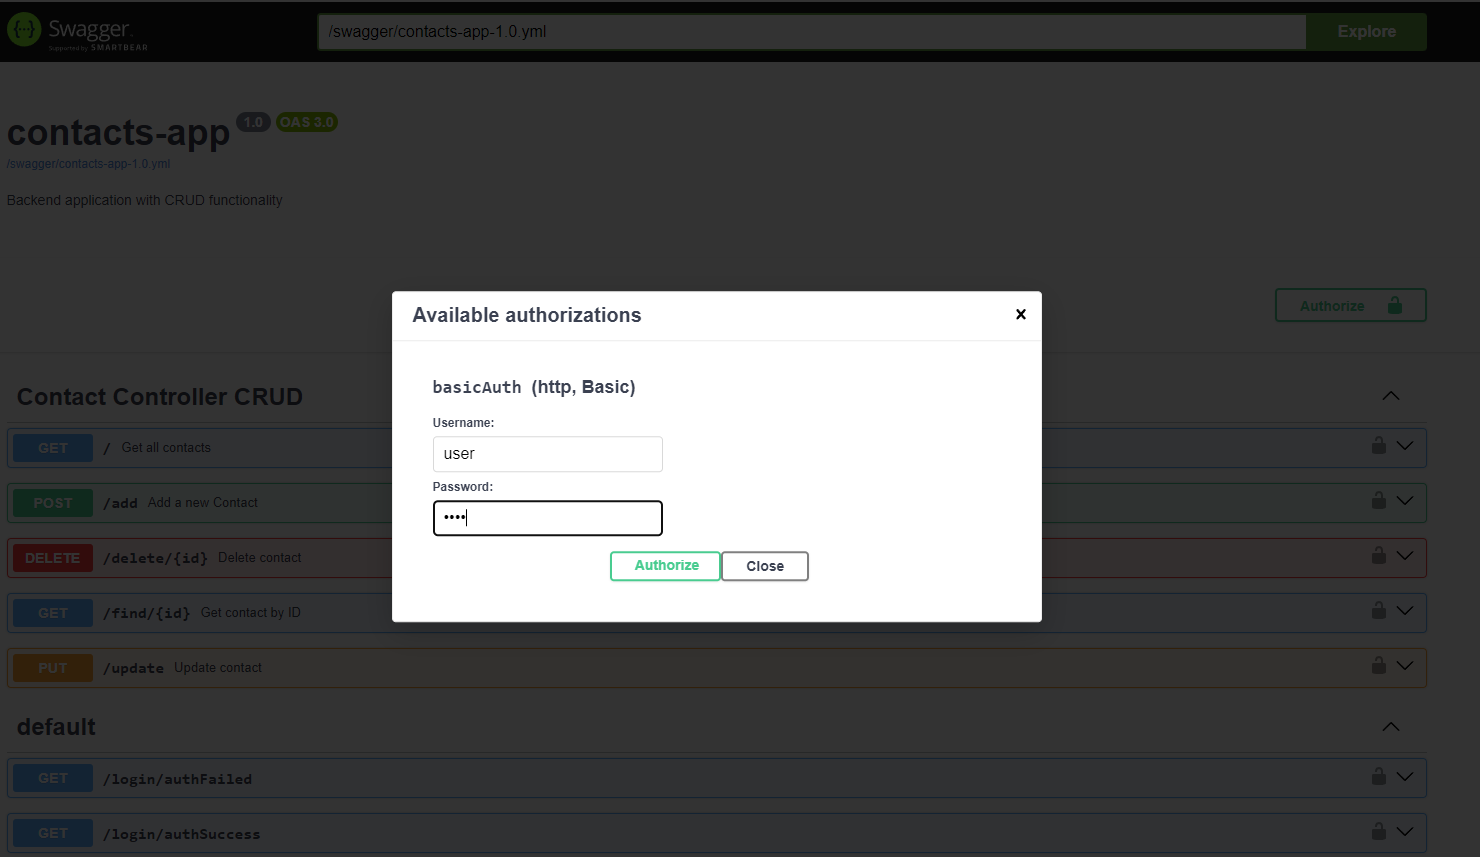 Swagger.
Supported by SMARTBEAR
/swagger/contacts-app-1.0.yml
Explore
contacts-app 1.0 OAS 3.0
/swagger/contacts-app-1.0.yml
Backend application with CRUD functionality
Authorize
Available authorizations
basicAuth (http, Basic)
Username:
user
Password:
••••
Authorize Close
Contact Controller CRUD
GET / Get all contacts
POST /add Add a new Contact
DELETE /delete/{id} Delete contact
GET /find/{id} Get contact by ID
PUT /update Update contact
default
GET /login/authFailed
GET /login/authSuccess